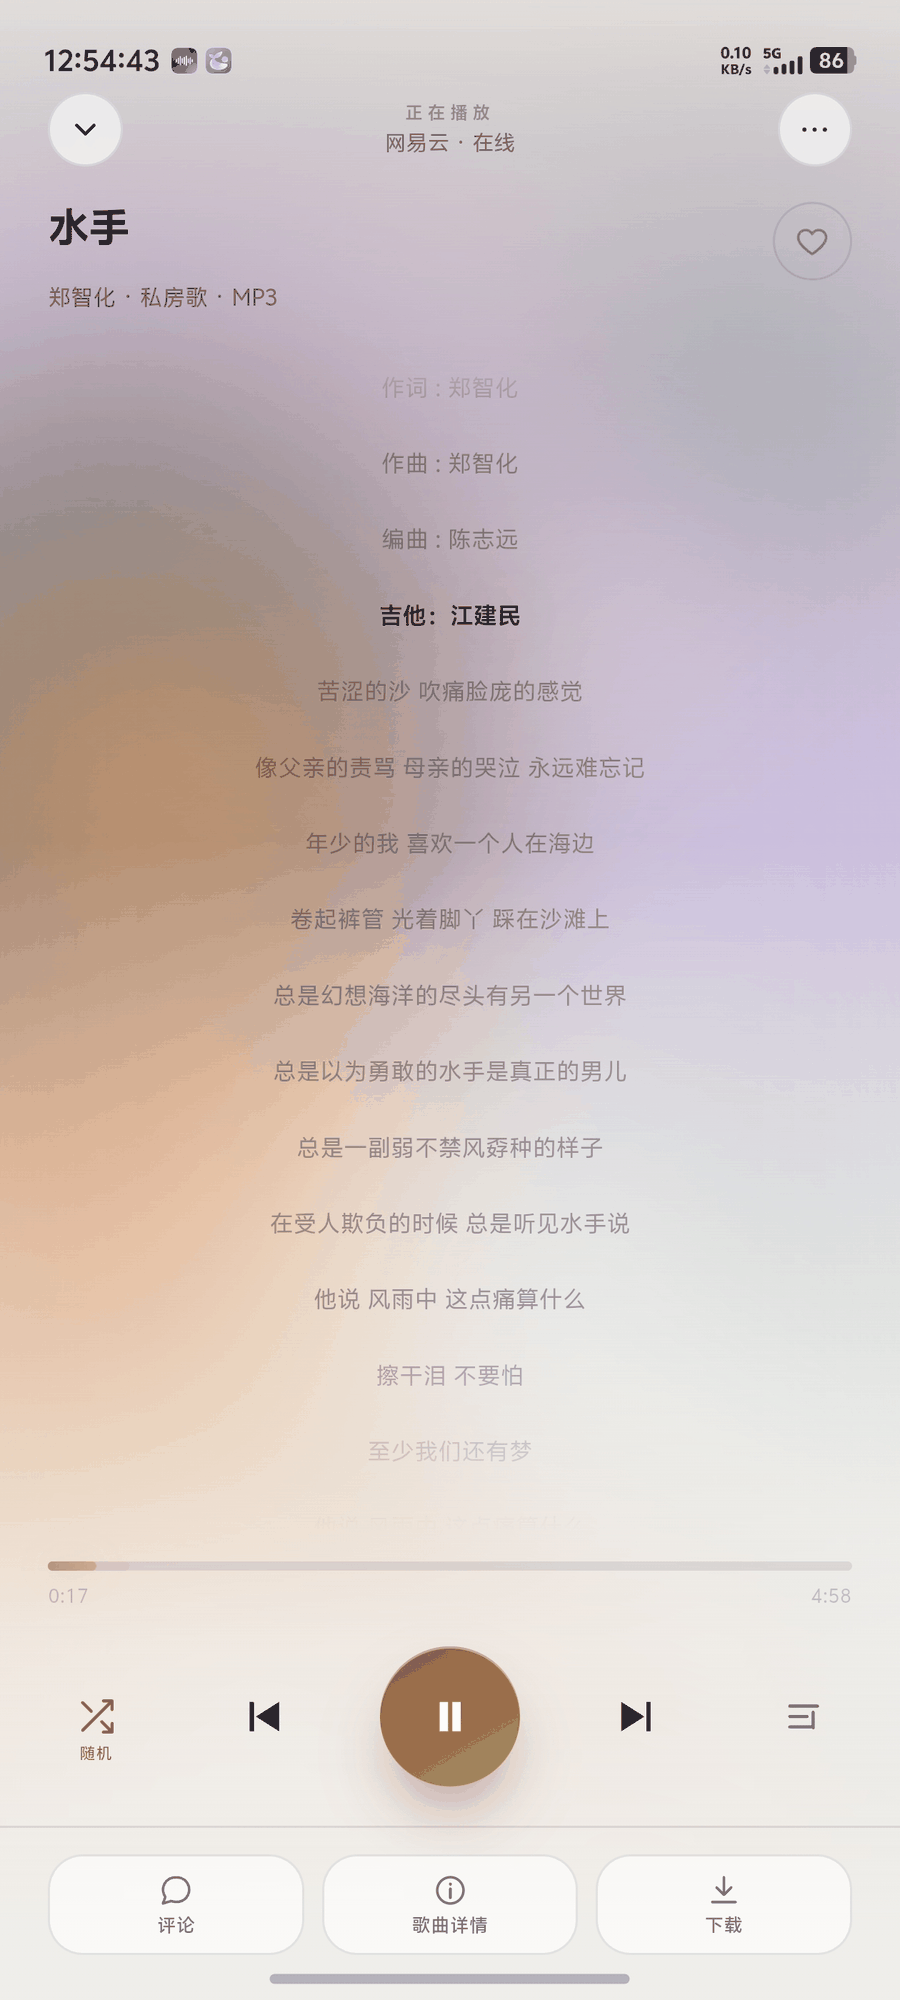 12:54:43
0.10 KB/s 5G 86
正在播放
网易云 · 在线
水手
郑智化 · 私房歌 · MP3
作词 : 郑智化
作曲 : 郑智化
编曲 : 陈志远
吉他：江建民
苦涩的沙 吹痛脸庞的感觉
像父亲的责骂 母亲的哭泣 永远难忘记
年少的我 喜欢一个人在海边
卷起裤管 光着脚丫 踩在沙滩上
总是幻想海洋的尽头有另一个世界
总是以为勇敢的水手是真正的男儿
总是一副弱不禁风孬种的样子
在受人欺负的时候 总是听见水手说
他说 风雨中 这点痛算什么
擦干泪 不要怕
至少我们还有梦
0:17
4:58
随机
评论
歌曲详情
下载